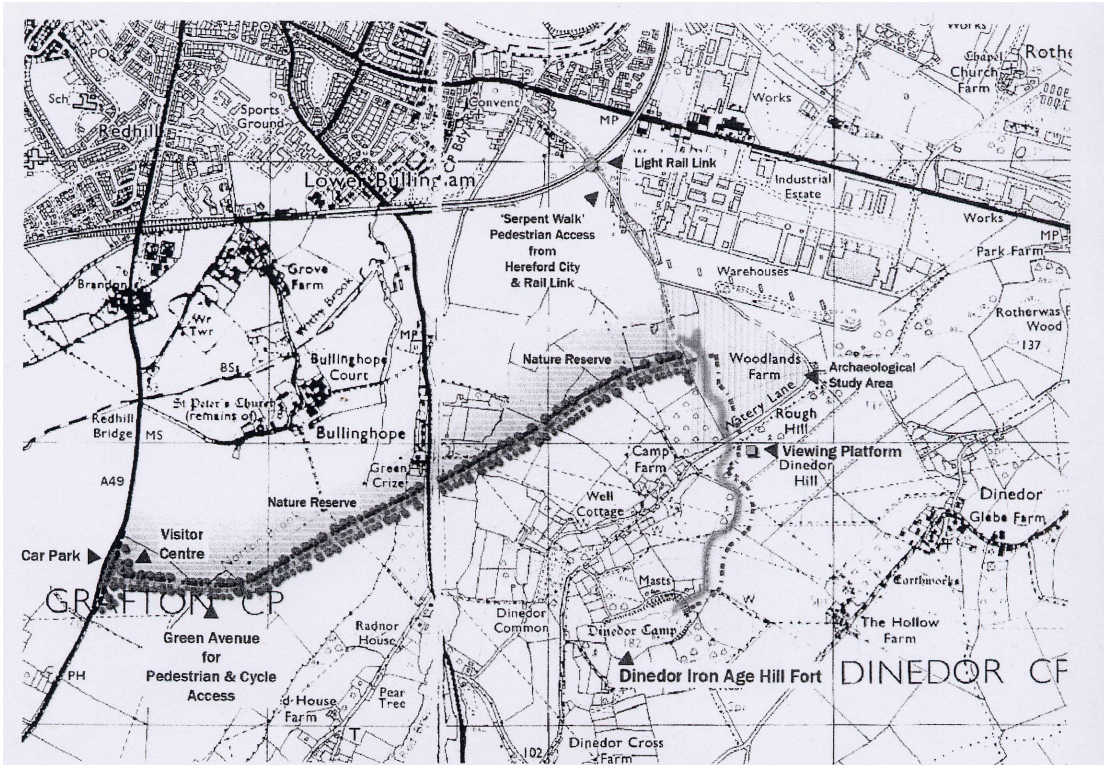 Works
PO
Chapel
Church
Farm
Rothe
Sch
Redhill
Sports
Ground
Convent
MP
Works
Light Rail Link
Lower Bullingham
Industrial
Estate
'Serpent Walk'
Pedestrian Access
from
Hereford City
& Rail Link
Works
MP
Park Farm
Brandon
Grove
Farm
Warehouses
Wr
Twr
Withy Brook
MP
Rotherwas
Wood
137
BS
Bullinghope
Court
Nature Reserve
Woodlands
Farm
Archaeological
Study Area
St Peter's Church
(remains of)
Watery Lane
Rough
Hill
Redhill
Bridge
MS
Bullinghope
Camp
Farm
Viewing Platform
Dinedor
Hill
A49
Green
Crize
Well
Cottage
Dinedor
Glebe Farm
Nature Reserve
Visitor
Centre
Car Park
Masts
Earthworks
GRAFTON CP
Dinedor
Common
W
Green Avenue
for
Pedestrian & Cycle
Access
Radnor
House
Dinedor Camp
182
The Hollow
Farm
Dinedor Iron Age Hill Fort
DINEDOR CP
PH
Pear
Tree
d House
Farm
T
102
Dinedor Cross
Farm